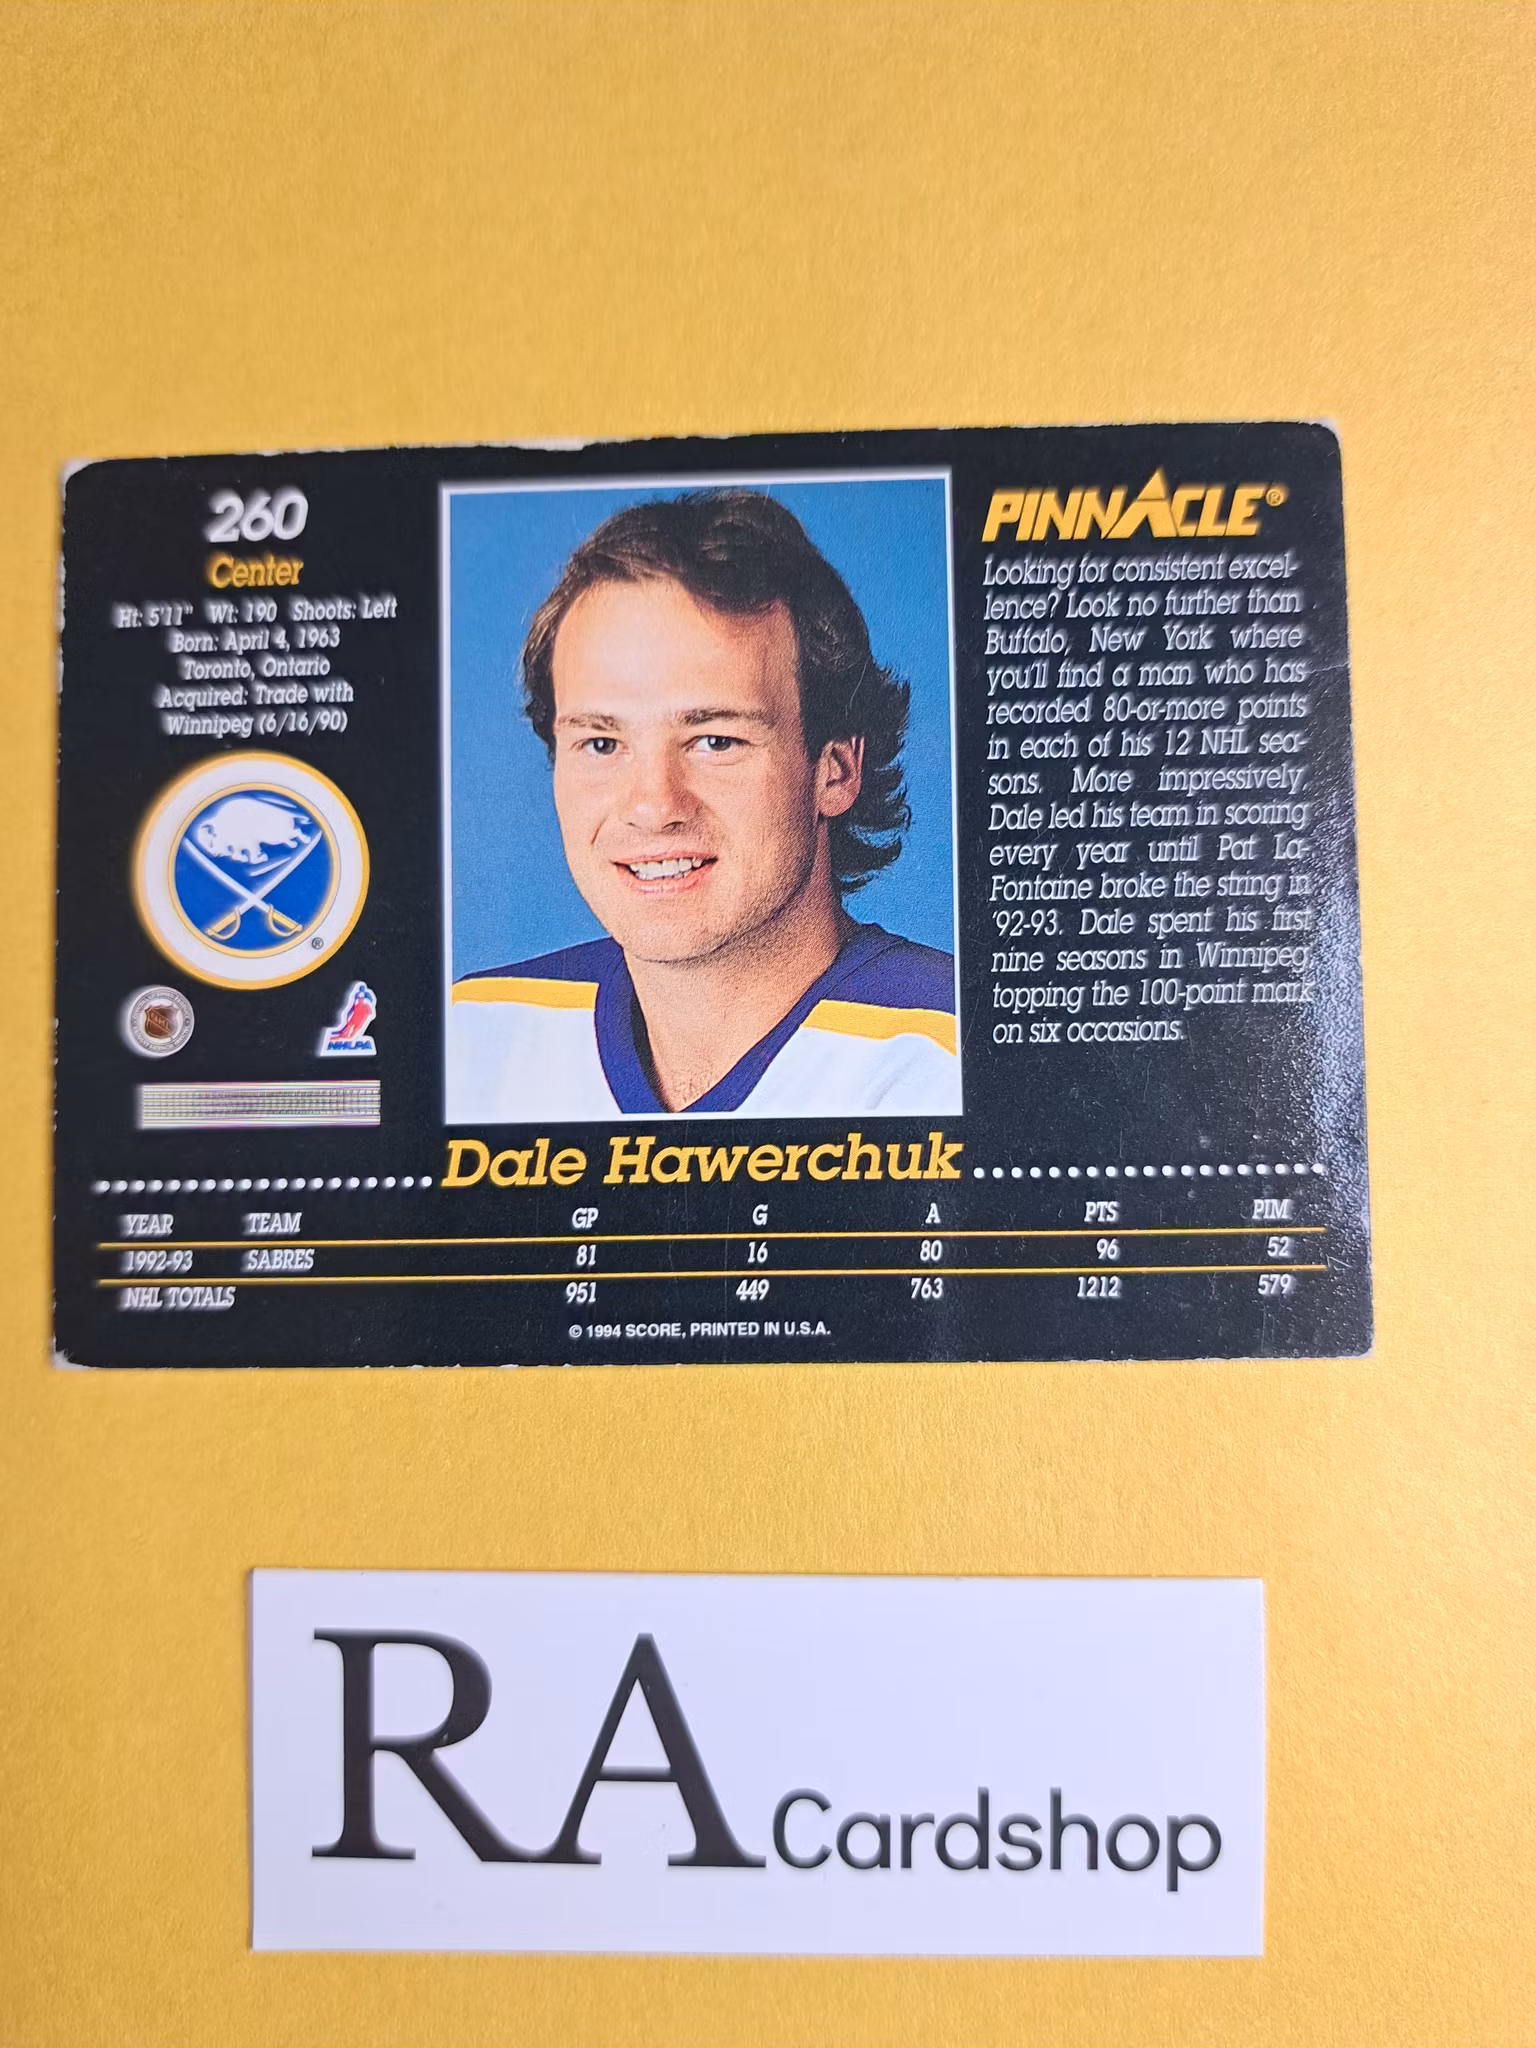 260
Center
Ht: 5'11" Wt: 190 Shoots: Left
Born: April 4, 1963
Toronto, Ontario
Acquired: Trade with
Winnipeg (6/16/90)
®
NHLPA
PINNACLE®
Looking for consistent excel-
lence? Look no further than
Buffalo, New York where
you'll find a man who has
recorded 80-or-more points
in each of his 12 NHL sea-
sons. More impressively,
Dale led his team in scoring
every year until Pat La-
Fontaine broke the string in
'92-93. Dale spent his first
nine seasons in Winnipeg
topping the 100-point mark
on six occasions.
Dale Hawerchuk
YEAR TEAM GP G A PTS PIM
1992-93 SABRES 81 16 80 96 52
NHL TOTALS 951 449 763 1212 579
© 1994 SCORE, PRINTED IN U.S.A.
RA Cardshop